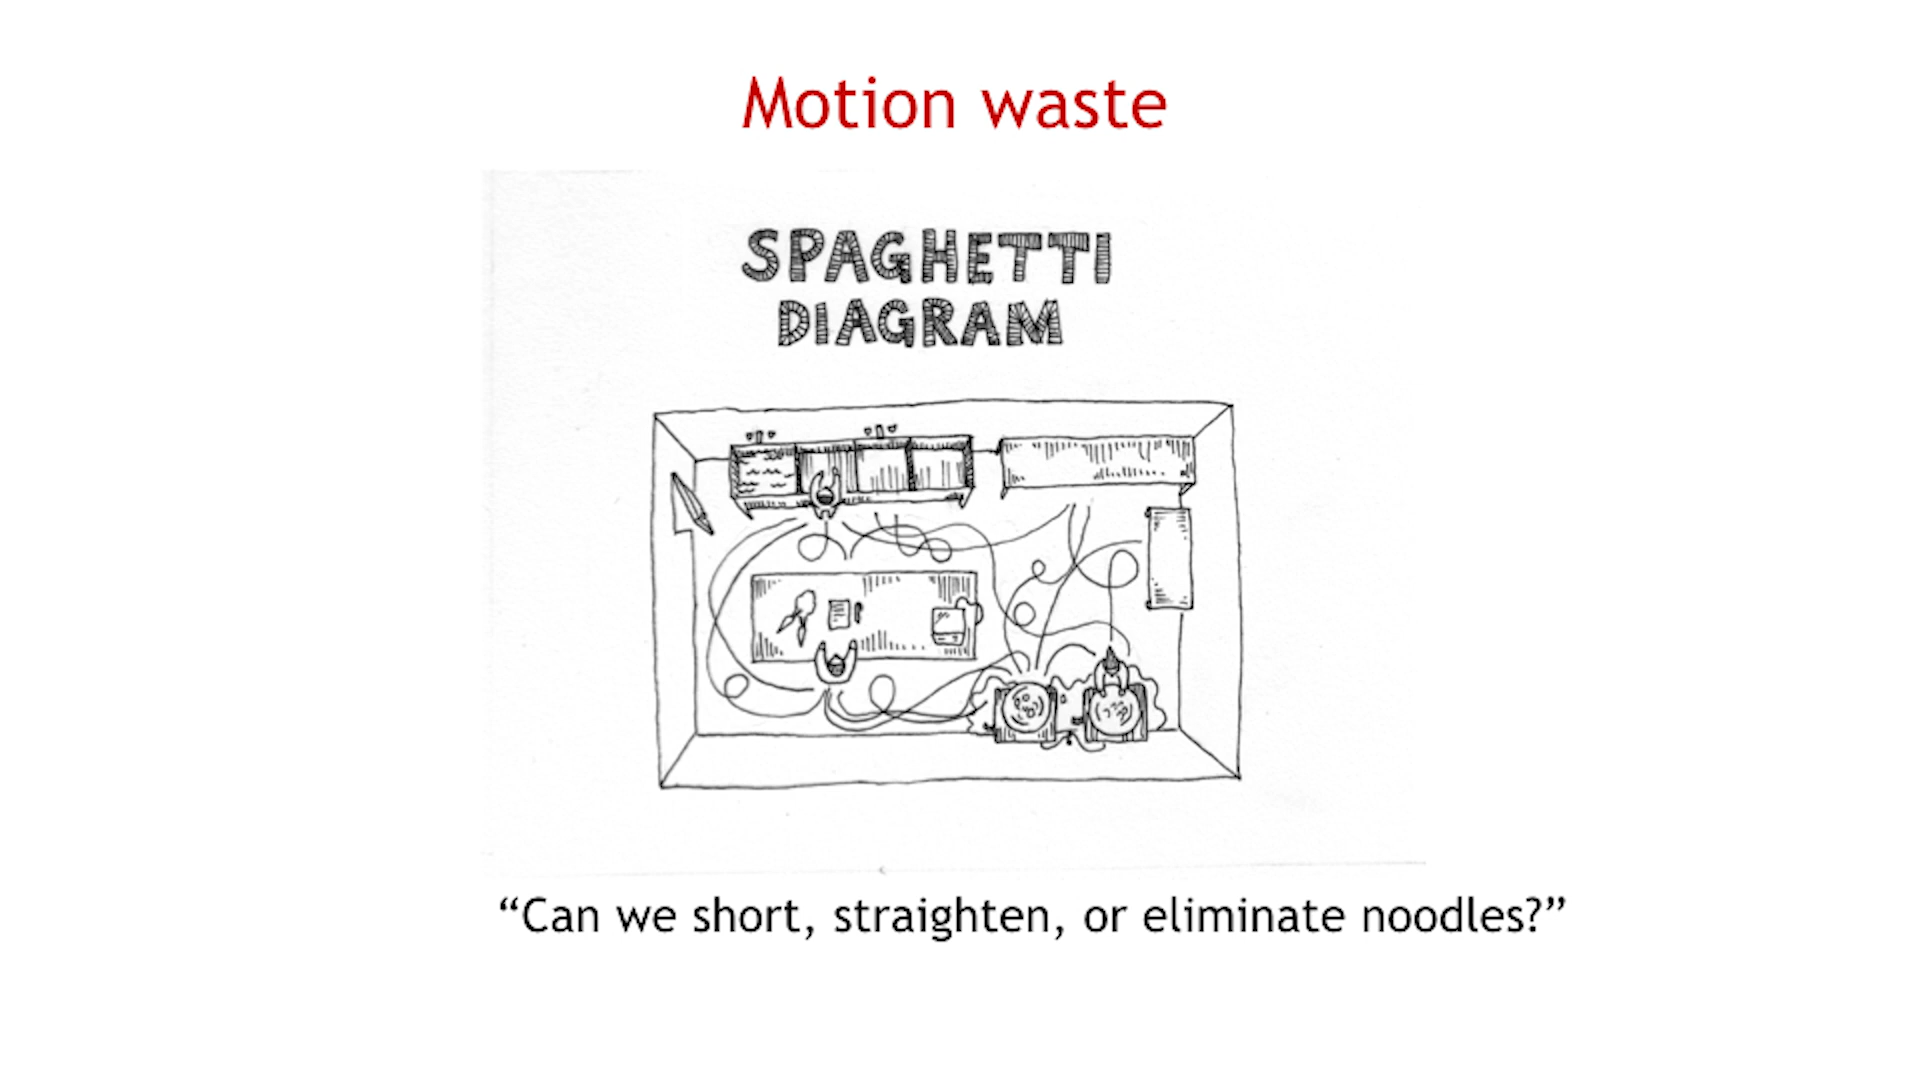 Motion waste
SPAGHETTI
DIAGRAM
“Can we short, straighten, or eliminate noodles?”